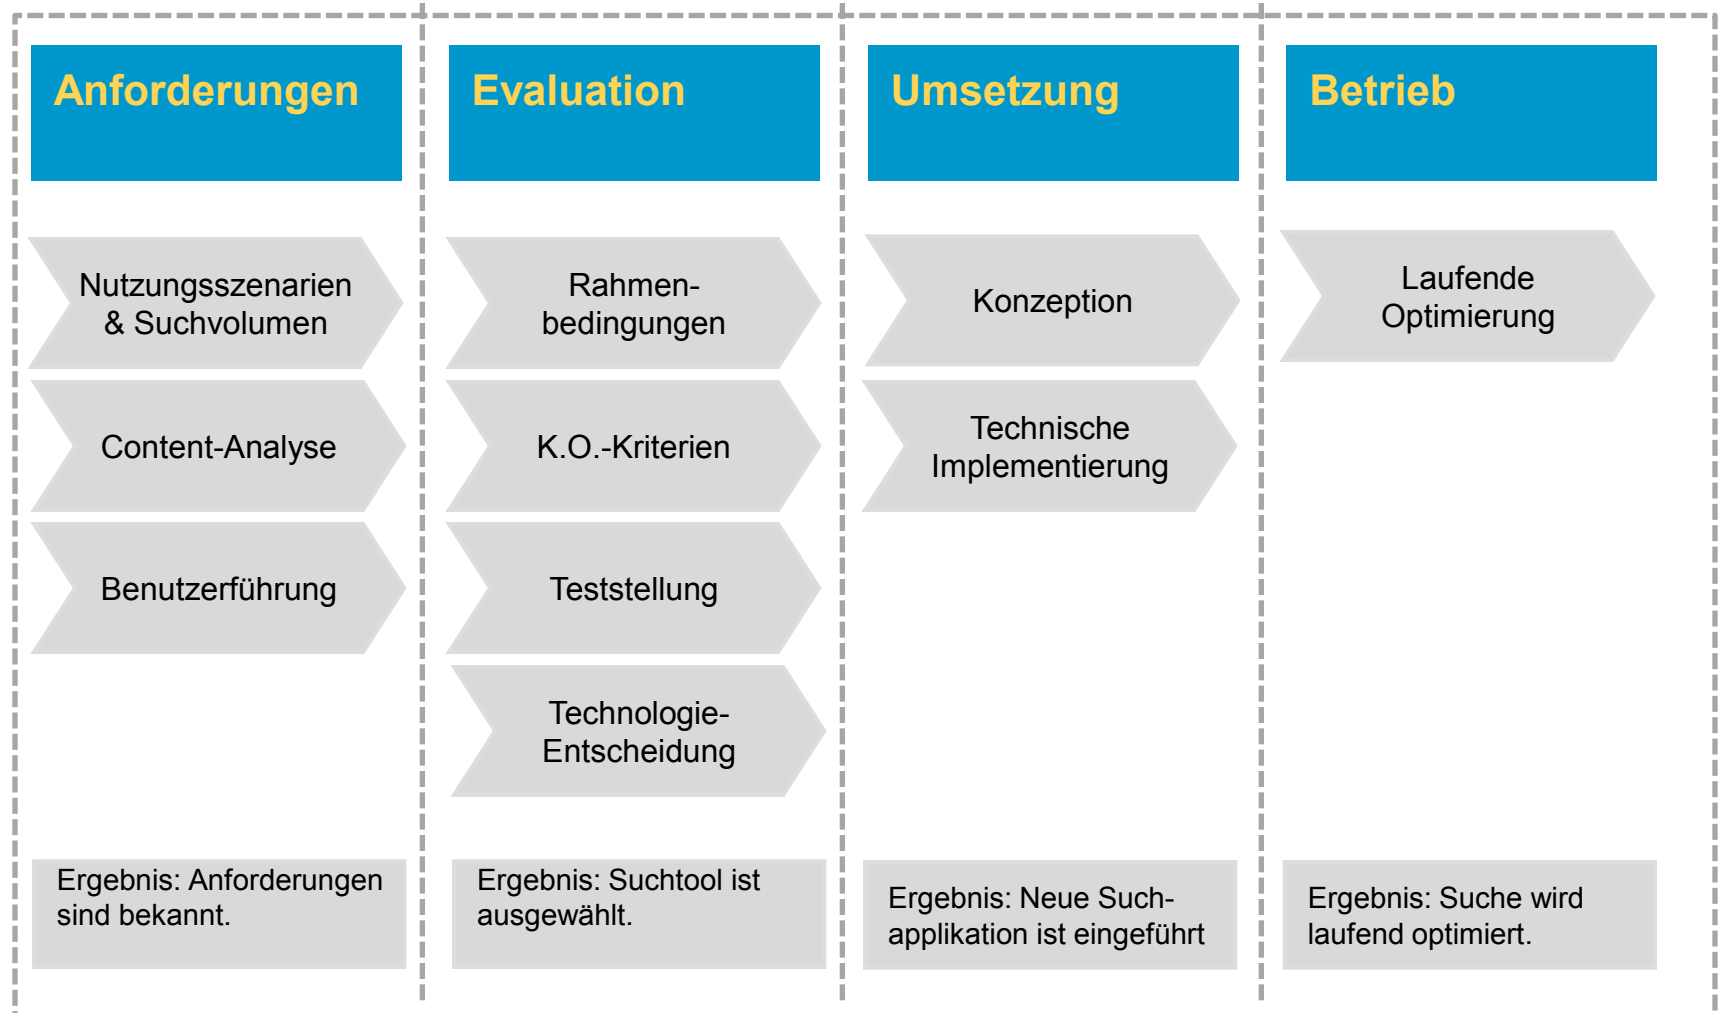 Anforderungen
Nutzungsszenarien
& Suchvolumen
Content-Analyse
Benutzerführung
Ergebnis: Anforderungen
sind bekannt.
Evaluation
Rahmen-
bedingungen
K.O.-Kriterien
Teststellung
Technologie-
Entscheidung
Ergebnis: Suchtool ist
ausgewählt.
Umsetzung
Konzeption
Technische
Implementierung
Ergebnis: Neue Such-
applikation ist eingeführt
Betrieb
Laufende
Optimierung
Ergebnis: Suche wird
laufend optimiert.